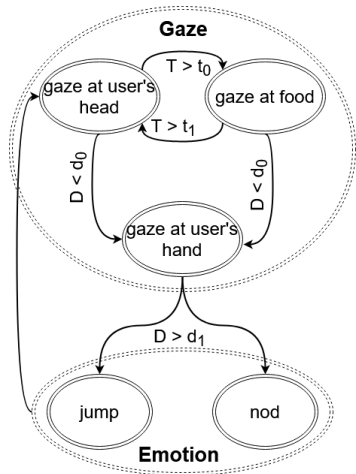 Gaze
gaze at user's
head
T > t₀
gaze at food
T > t₁
D < d₀
D < d₀
gaze at user's
hand
D > d₁
jump
nod
Emotion